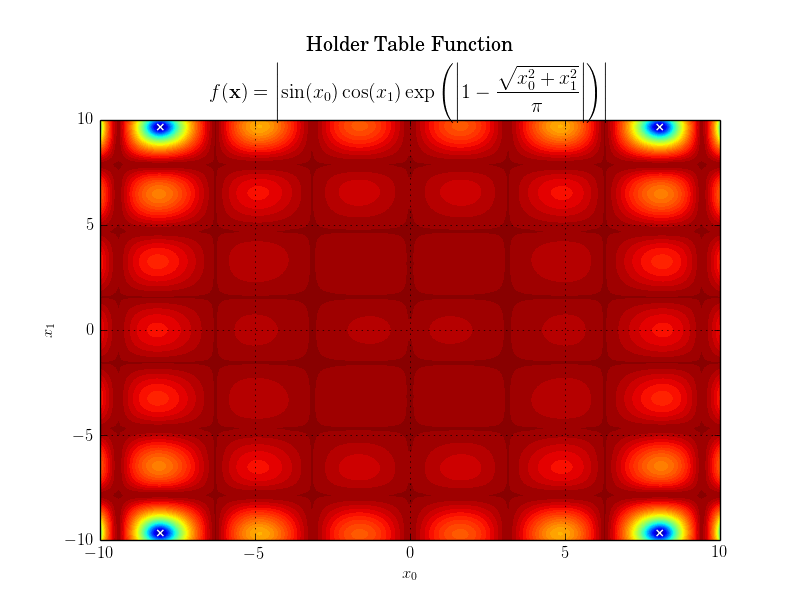 Holder Table Function
f(x) = |sin(x₀) cos(x₁) exp(|1 − √(x₀² + x₁²)/π|)|
10
5
x₁
0
−5
−10
−10 −5 0 5 10
x₀